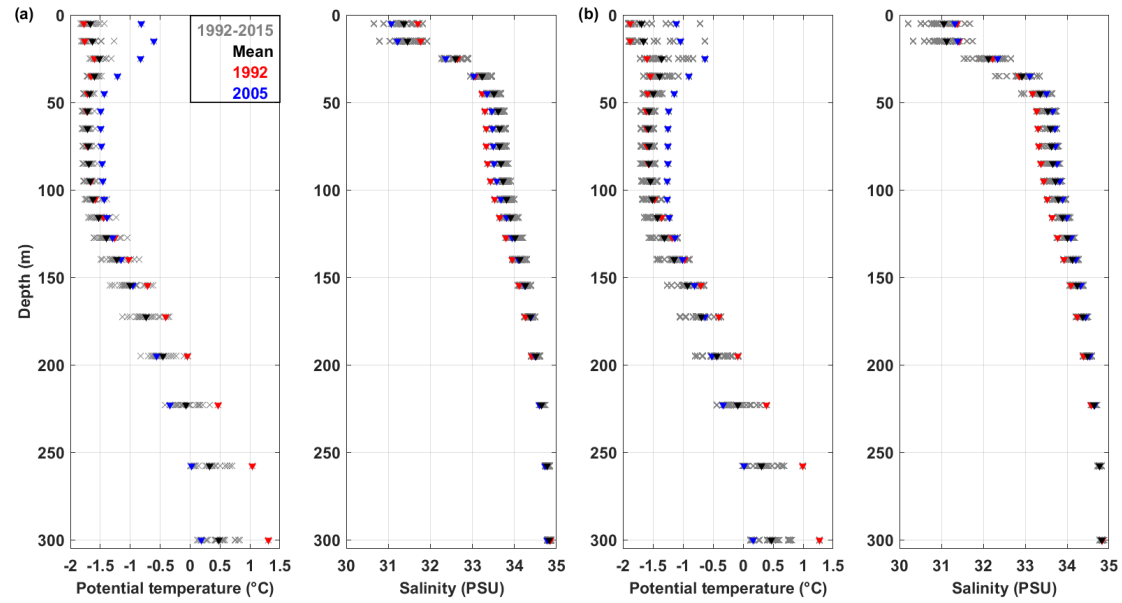 (a)
(b)
1992-2015
Mean
1992
2005
Depth (m)
0
50
100
150
200
250
300
-2 -1.5 -1 -0.5 0 0.5 1 1.5
Potential temperature (°C)
0
50
100
150
200
250
300
30 31 32 33 34 35
Salinity (PSU)
0
50
100
150
200
250
300
-2 -1.5 -1 -0.5 0 0.5 1 1.5
Potential temperature (°C)
0
50
100
150
200
250
300
30 31 32 33 34 35
Salinity (PSU)